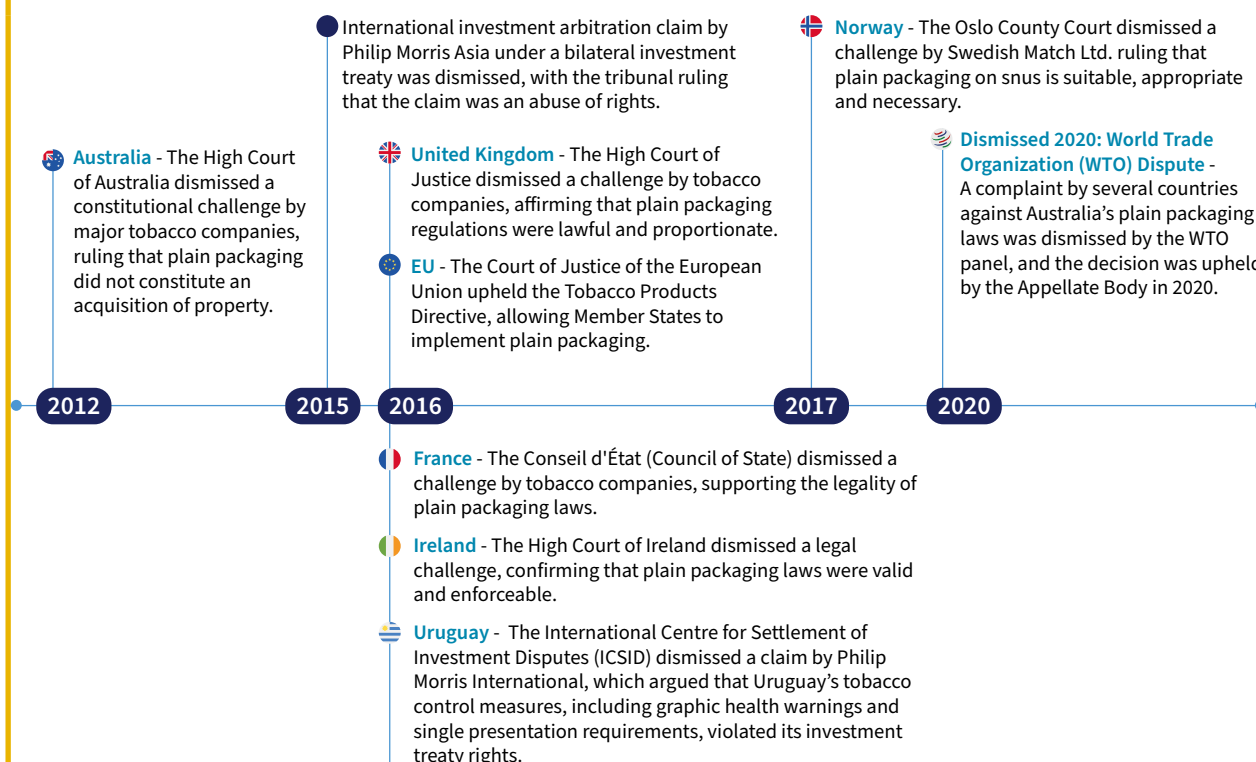 International investment arbitration claim by
Philip Morris Asia under a bilateral investment
treaty was dismissed, with the tribunal ruling
that the claim was an abuse of rights.
Norway - The Oslo County Court dismissed a
challenge by Swedish Match Ltd. ruling that
plain packaging on snus is suitable, appropriate
and necessary.
Australia - The High Court
of Australia dismissed a
constitutional challenge by
major tobacco companies,
ruling that plain packaging
did not constitute an
acquisition of property.
United Kingdom - The High Court of
Justice dismissed a challenge by tobacco
companies, affirming that plain packaging
regulations were lawful and proportionate.
EU - The Court of Justice of the European
Union upheld the Tobacco Products
Directive, allowing Member States to
implement plain packaging.
Dismissed 2020: World Trade
Organization (WTO) Dispute -
A complaint by several countries
against Australia's plain packaging
laws was dismissed by the WTO
panel, and the decision was upheld
by the Appellate Body in 2020.
2012
2015
2016
2017
2020
France - The Conseil d'État (Council of State) dismissed a
challenge by tobacco companies, supporting the legality of
plain packaging laws.
Ireland - The High Court of Ireland dismissed a legal
challenge, confirming that plain packaging laws were valid
and enforceable.
Uruguay - The International Centre for Settlement of
Investment Disputes (ICSID) dismissed a claim by Philip
Morris International, which argued that Uruguay's tobacco
control measures, including graphic health warnings and
single presentation requirements, violated its investment
treaty rights.